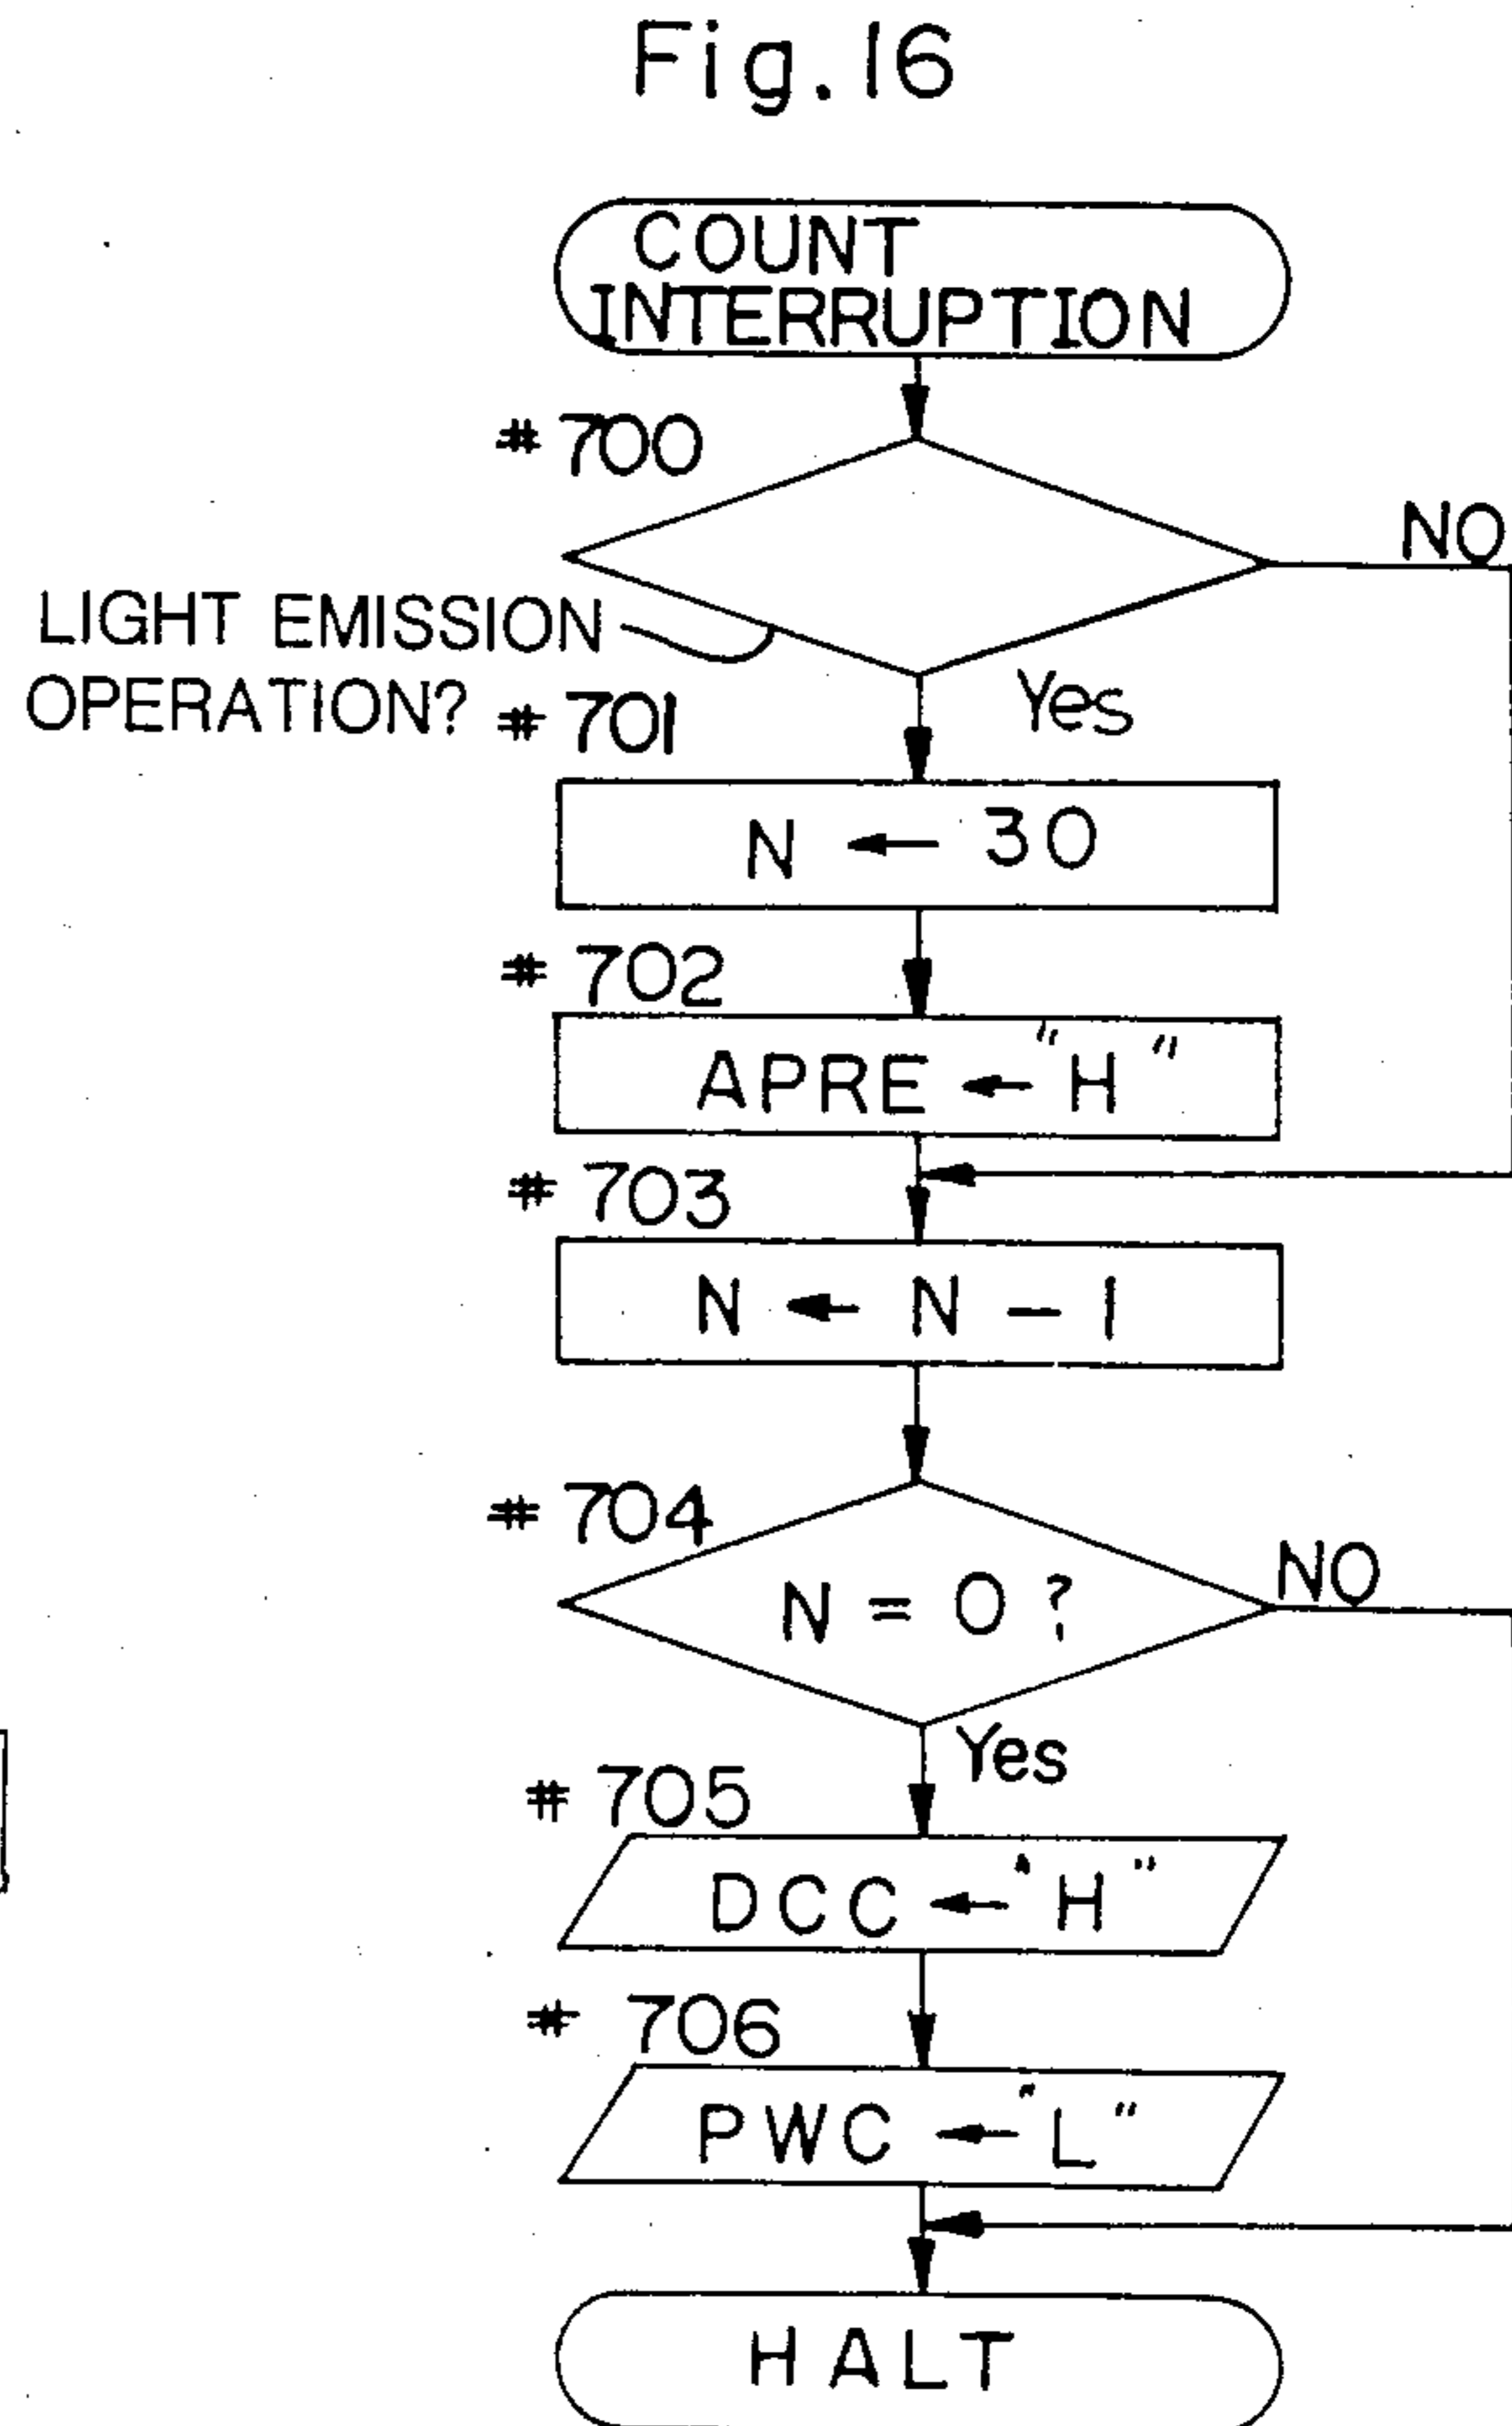 Fig.16
COUNT
INTERRUPTION
#700
NO
LIGHT EMISSION
OPERATION?
Yes
#701
N ← 30
#702
APRE ← "H"
#703
N ← N - 1
#704
N = 0 ?
NO
Yes
#705
DCC ← "H"
#706
PWC ← "L"
HALT